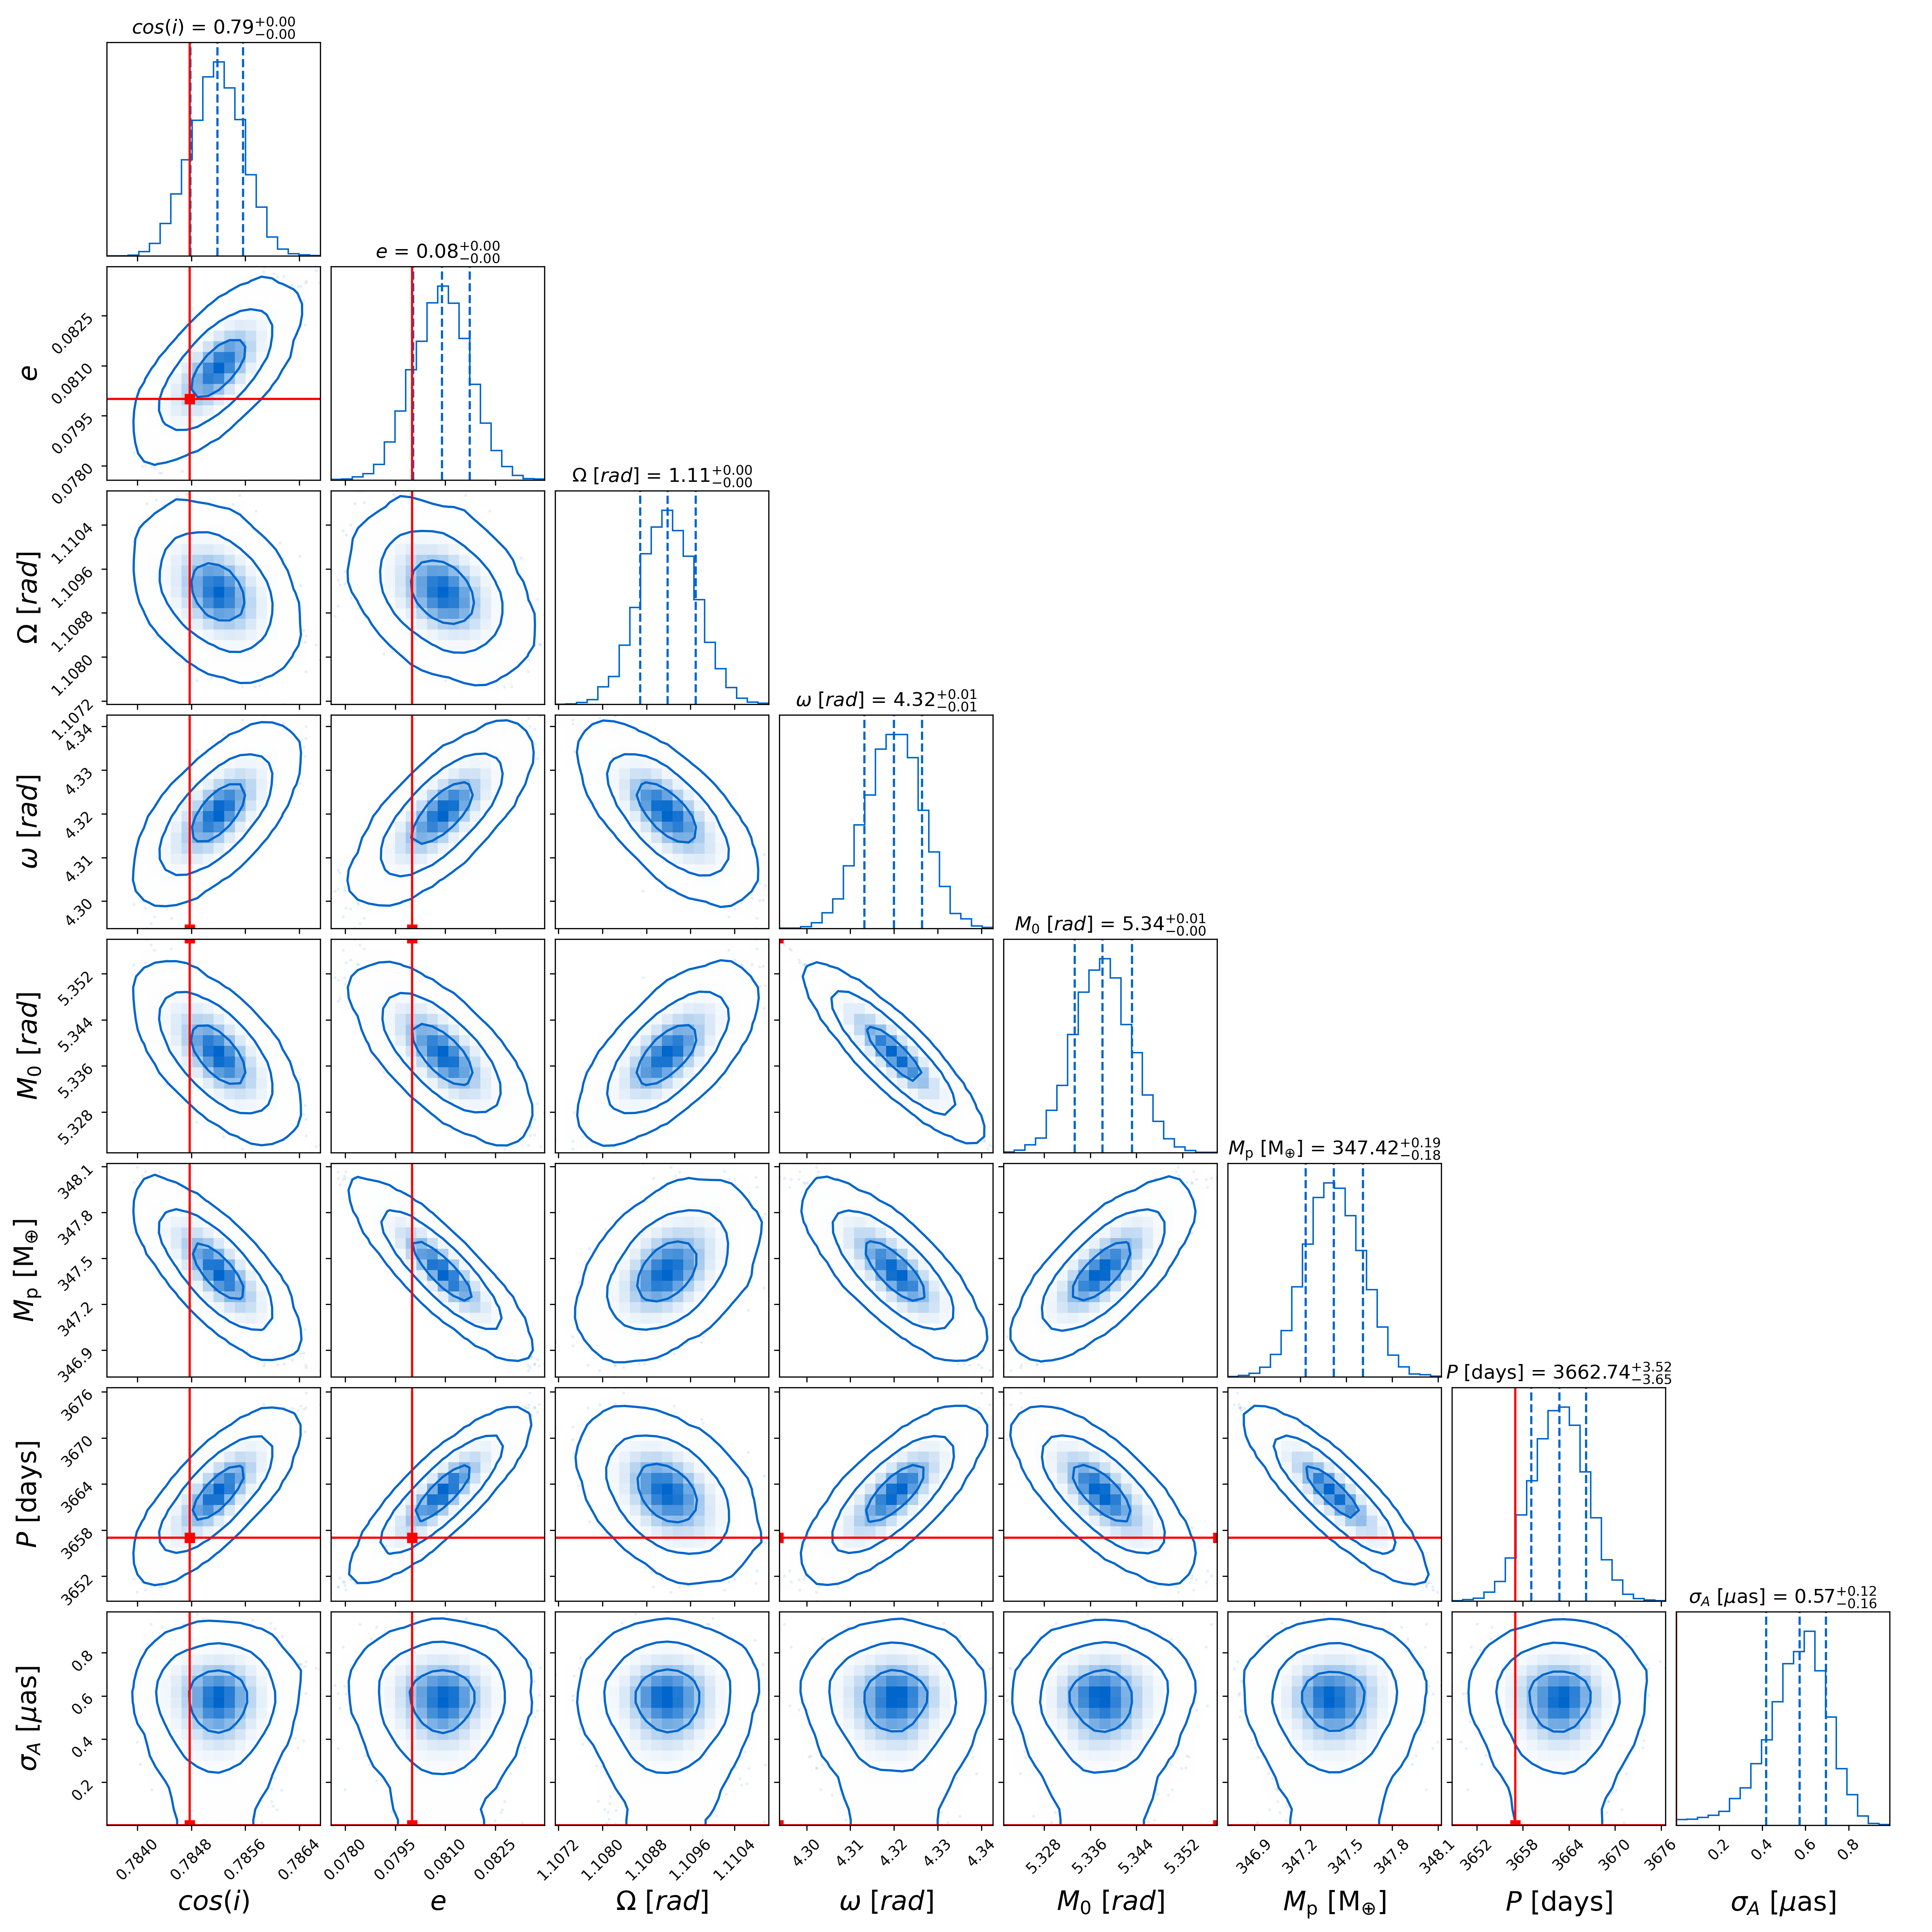 cos(i) = 0.79+0.00 −0.00
e = 0.08+0.00 −0.00
0.0825
0.0810
0.0795
0.0780
e
Ω [rad] = 1.11+0.00 −0.00
1.1104
1.1096
1.1088
1.1080
1.1072
Ω [rad]
ω [rad] = 4.32+0.01 −0.01
4.34
4.33
4.32
4.31
4.30
ω [rad]
M0 [rad] = 5.34+0.01 −0.00
5.352
5.344
5.336
5.328
M0 [rad]
Mp [M⊕] = 347.42+0.19 −0.18
348.1
347.8
347.5
347.2
346.9
Mp [M⊕]
P [days] = 3662.74+3.52 −3.65
3676
3670
3664
3658
3652
P [days]
σA [μas] = 0.57+0.12 −0.16
0.8
0.6
0.4
0.2
σA [μas]
0.7840 0.7848 0.7856 0.7864 0.0780 0.0795 0.0810 0.0825 1.1072 1.1080 1.1088 1.1096 1.1104 4.30 4.31 4.32 4.33 4.34 5.328 5.336 5.344 5.352 346.9 347.2 347.5 347.8 348.1 3652 3658 3664 3670 3676 0.2 0.4 0.6 0.8
cos(i) e Ω [rad] ω [rad] M0 [rad] Mp [M⊕] P [days] σA [μas]